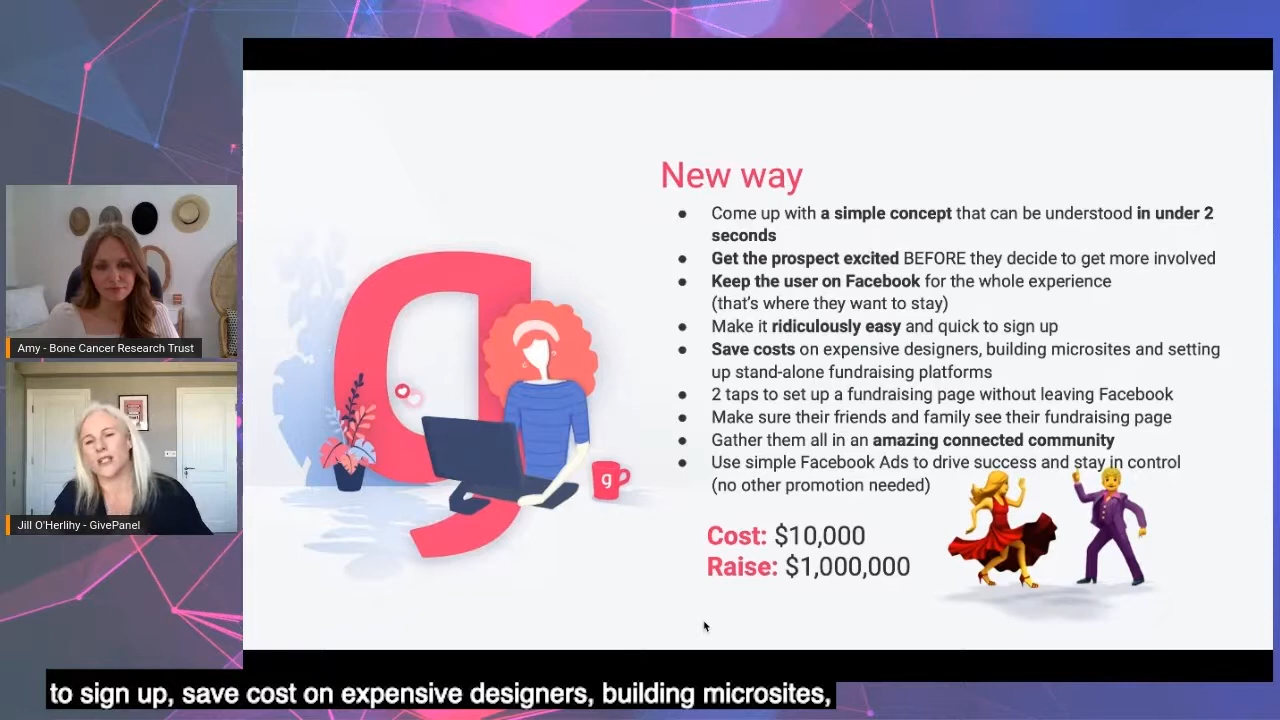 New way
● Come up with a simple concept that can be understood in under 2
seconds
● Get the prospect excited BEFORE they decide to get more involved
● Keep the user on Facebook for the whole experience
(that's where they want to stay)
● Make it ridiculously easy and quick to sign up
● Save costs on expensive designers, building microsites and setting
up stand-alone fundraising platforms
● 2 taps to set up a fundraising page without leaving Facebook
● Make sure their friends and family see their fundraising page
● Gather them all in an amazing connected community
● Use simple Facebook Ads to drive success and stay in control
(no other promotion needed)
Cost: $10,000
Raise: $1,000,000
g
g
Amy - Bone Cancer Research Trust
Jill O'Herlihy - GivePanel
to sign up, save cost on expensive designers, building microsites,